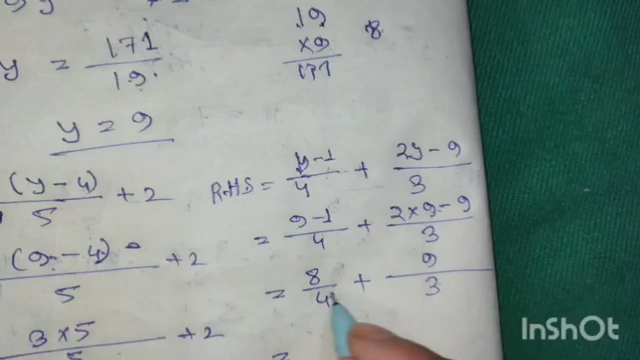 y = 171/19
19
×9
171
8
y = 9
(y-4)/5 + 2
RHS = (y-1)/4 + (2y-9)/3
(9-4)/5 + 2
= (9-1)/4 + (2×9-9)/3
= 8/4 + 9/3
3×5/5 + 2
=
InShOt